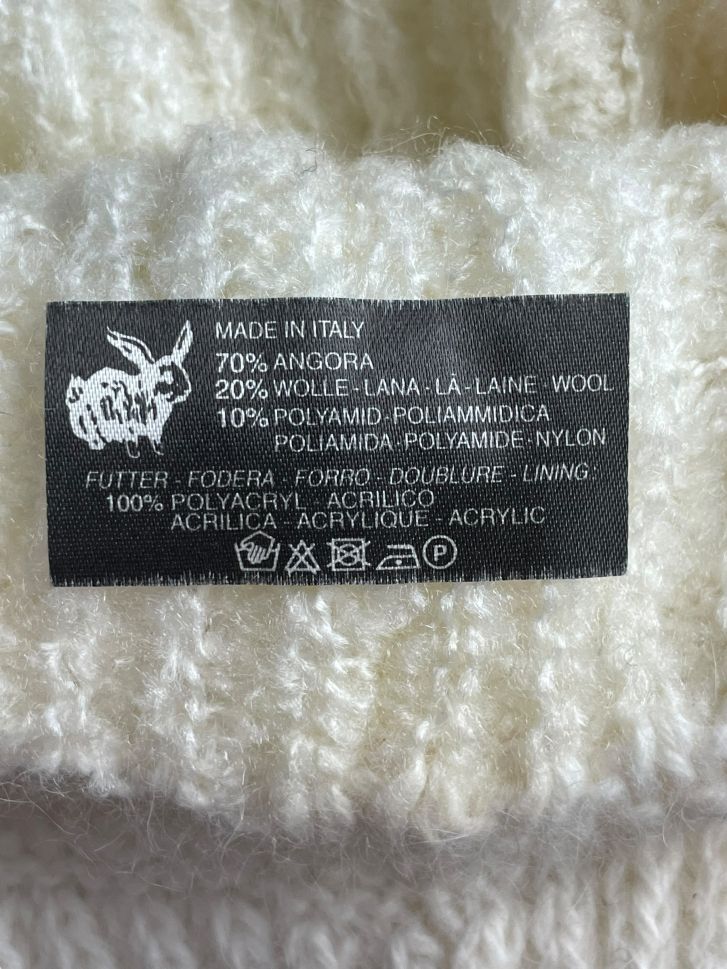 MADE IN ITALY
70% ANGORA
20% WOLLE - LANA - LÃ - LAINE - WOOL
10% POLYAMID - POLIAMMIDICA
POLIAMIDA - POLYAMIDE - NYLON
FUTTER - FODERA - FORRO - DOUBLURE - LINING:
100% POLYACRYL - ACRILICO
ACRILICA - ACRYLIQUE - ACRYLIC
P